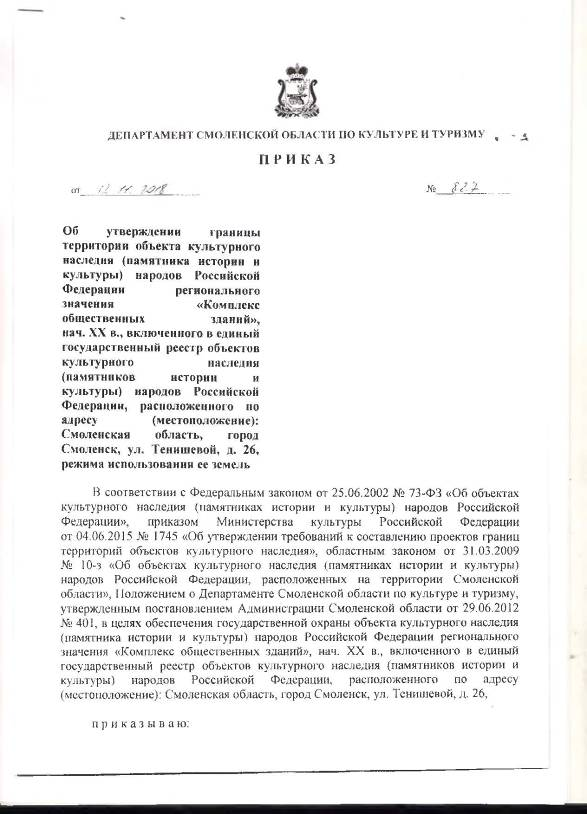 ДЕПАРТАМЕНТ СМОЛЕНСКОЙ ОБЛАСТИ ПО КУЛЬТУРЕ И ТУРИЗМУ
ПРИКАЗ
от 11.2018 № 827
Об утверждении границы
территории объекта культурного
наследия (памятника истории и
культуры) народов Российской
Федерации регионального
значения «Комплекс
общественных зданий»,
нач. XX в., включенного в единый
государственный реестр объектов
культурного наследия
(памятников истории и
культуры) народов Российской
Федерации, расположенного по
адресу (местоположение):
Смоленская область, город
Смоленск, ул. Тенишевой, д. 26,
режима использования ее земель
В соответствии с Федеральным законом от 25.06.2002 № 73-ФЗ «Об объектах
культурного наследия (памятниках истории и культуры) народов Российской
Федерации», приказом Министерства культуры Российской Федерации
от 04.06.2015 № 1745 «Об утверждении требований к составлению проектов границ
территорий объектов культурного наследия», областным законом от 31.03.2009
№ 10-з «Об объектах культурного наследия (памятниках истории и культуры)
народов Российской Федерации, расположенных на территории Смоленской
области», Положением о Департаменте Смоленской области по культуре и туризму,
утвержденным постановлением Администрации Смоленской области от 29.06.2012
№ 401, в целях обеспечения государственной охраны объекта культурного наследия
(памятника истории и культуры) народов Российской Федерации регионального
значения «Комплекс общественных зданий», нач. XX в., включенного в единый
государственный реестр объектов культурного наследия (памятников истории и
культуры) народов Российской Федерации, расположенного по адресу
(местоположение): Смоленская область, город Смоленск, ул. Тенишевой, д. 26,
приказываю: